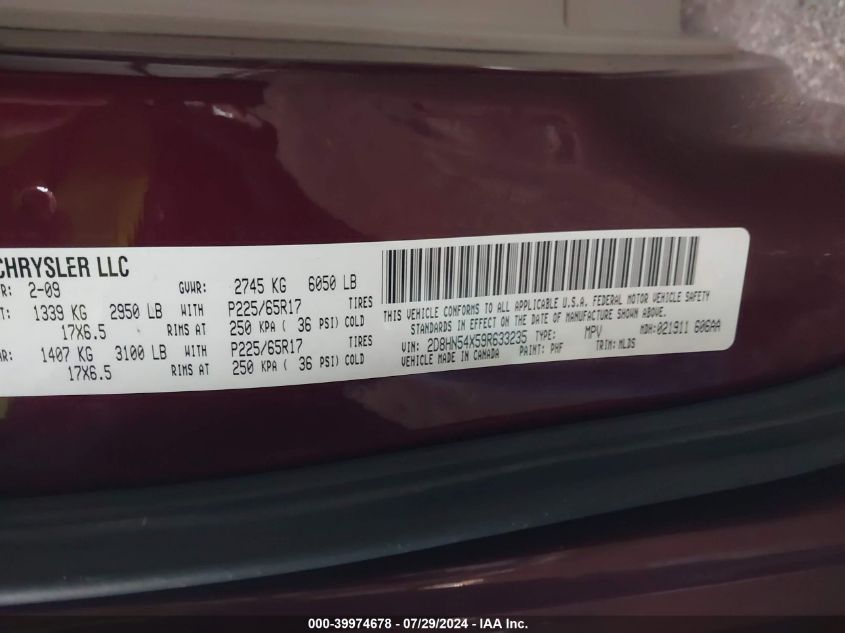 CHRYSLER LLC
R: 2-09 GVWR: 2745 KG 6050 LB
T: 1339 KG 2950 LB WITH P225/65R17 TIRES
17X6.5 RIMS AT 250 KPA ( 36 PSI) COLD
AR: 1407 KG 3100 LB WITH P225/65R17 TIRES
17X6.5 RIMS AT 250 KPA ( 36 PSI) COLD
THIS VEHICLE CONFORMS TO ALL APPLICABLE U.S.A. FEDERAL MOTOR VEHICLE SAFETY
STANDARDS IN EFFECT ON THE DATE OF MANUFACTURE SHOWN ABOVE.
VIN: 2D8HN54X59R633235 TYPE: MPV MDH: 021911 606AA
VEHICLE MADE IN CANADA PAINT: PHF TRIM: MLDS
000-39974678 / 07/29/2024 - IAA Inc.